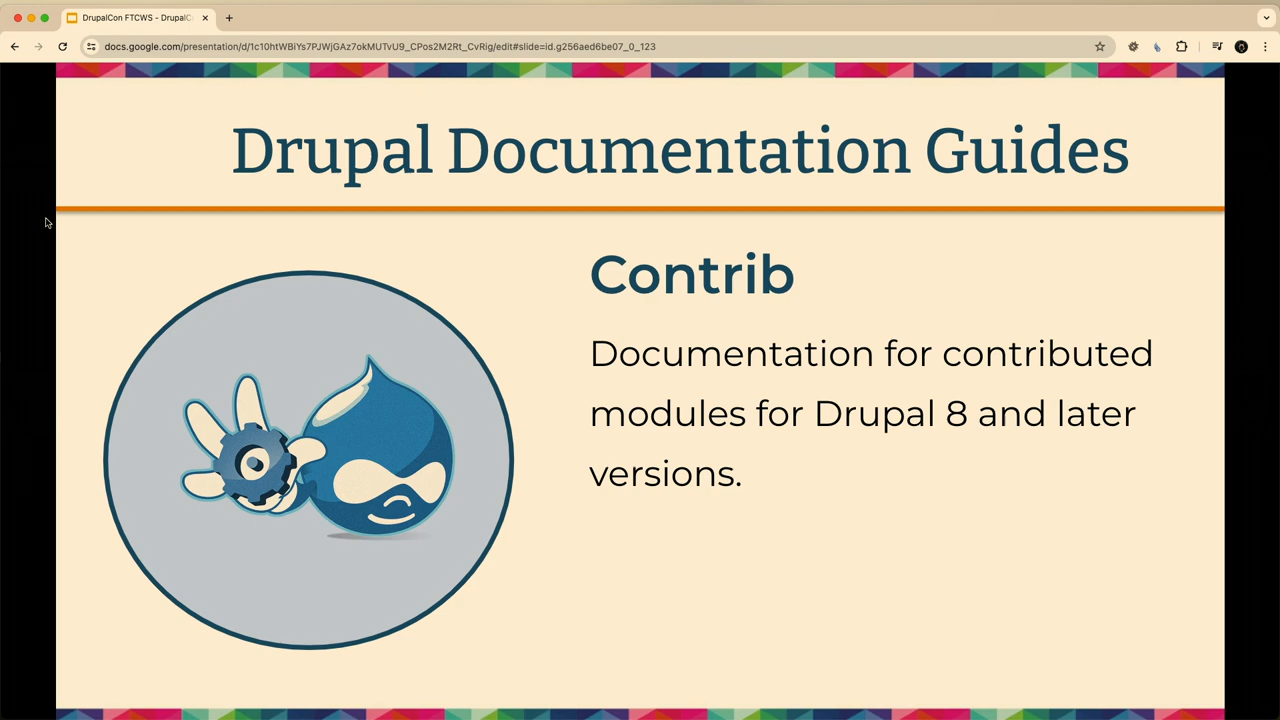 DrupalCon FTCWS - DrupalC
docs.google.com/presentation/d/1c10htWBiYs7PJWjGAz7okMUTvU9_CPos2M2Rt_CvRig/edit#slide=id.g256aed6be07_0_123
Drupal Documentation Guides
Contrib
Documentation for contributed
modules for Drupal 8 and later
versions.